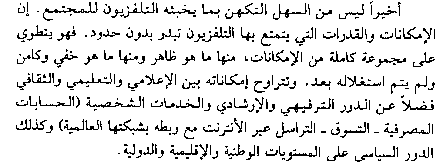 أخيراً ليس من السهل التكهن بما يخبئه التلفزيون للمجتمع. إن
الإمكانات والقدرات التي يتمتع بها التلفزيون تبدو بدون حدود. فهو ينطوي
على مجموعة كاملة من الإمكانات، منها ما هو ظاهر ومنها ما هو خفي وكامن
ولم يتم استغلاله بعد. وتتراوح إمكاناته بين الإعلامي والتعليمي والثقافي
فضلاً عن الدور الترفيهي والإرشادي والخدمات الشخصية (الحسابات
المصرفية ـ التسوق ـ التراسل عبر الأنترنت مع ربطه بشبكتها العالمية) وكذلك
الدور السياسي على المستويات الوطنية والإقليمية والدولية.